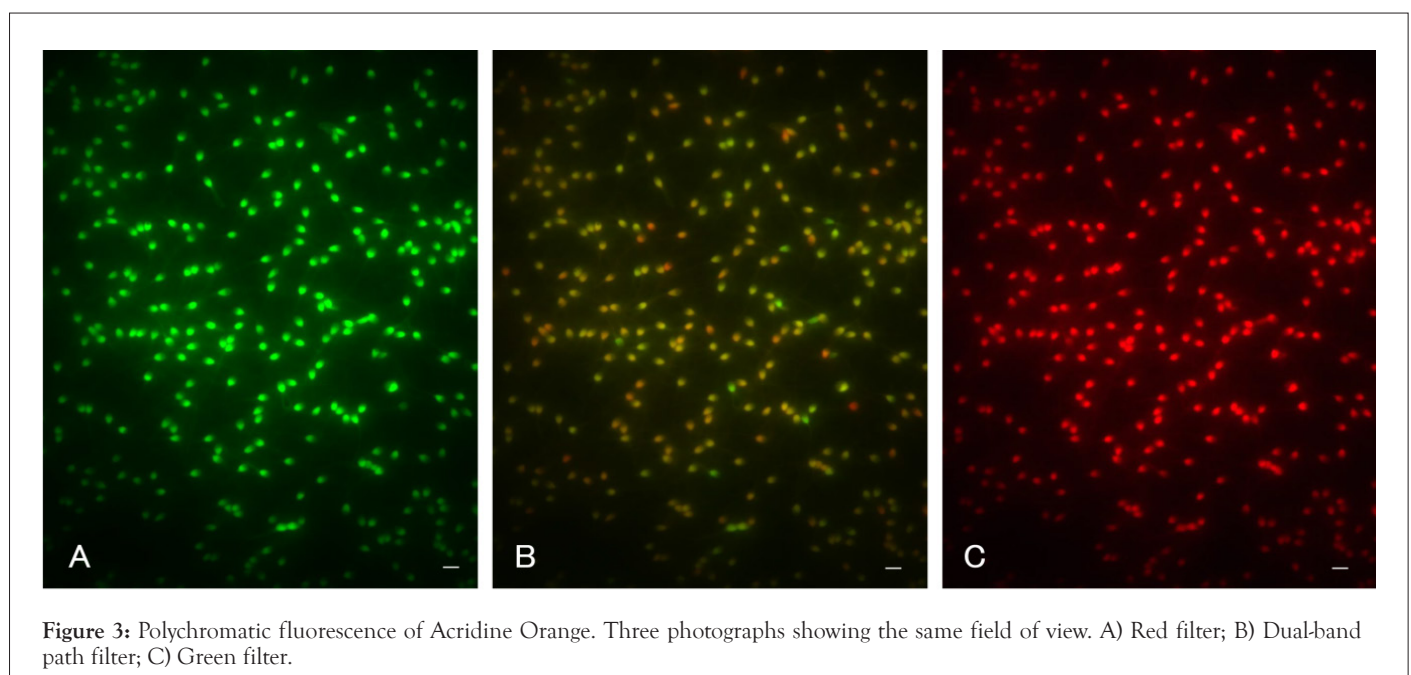 A
B
C
Figure 3: Polychromatic fluorescence of Acridine Orange. Three photographs showing the same field of view. A) Red filter; B) Dual-band
path filter; C) Green filter.